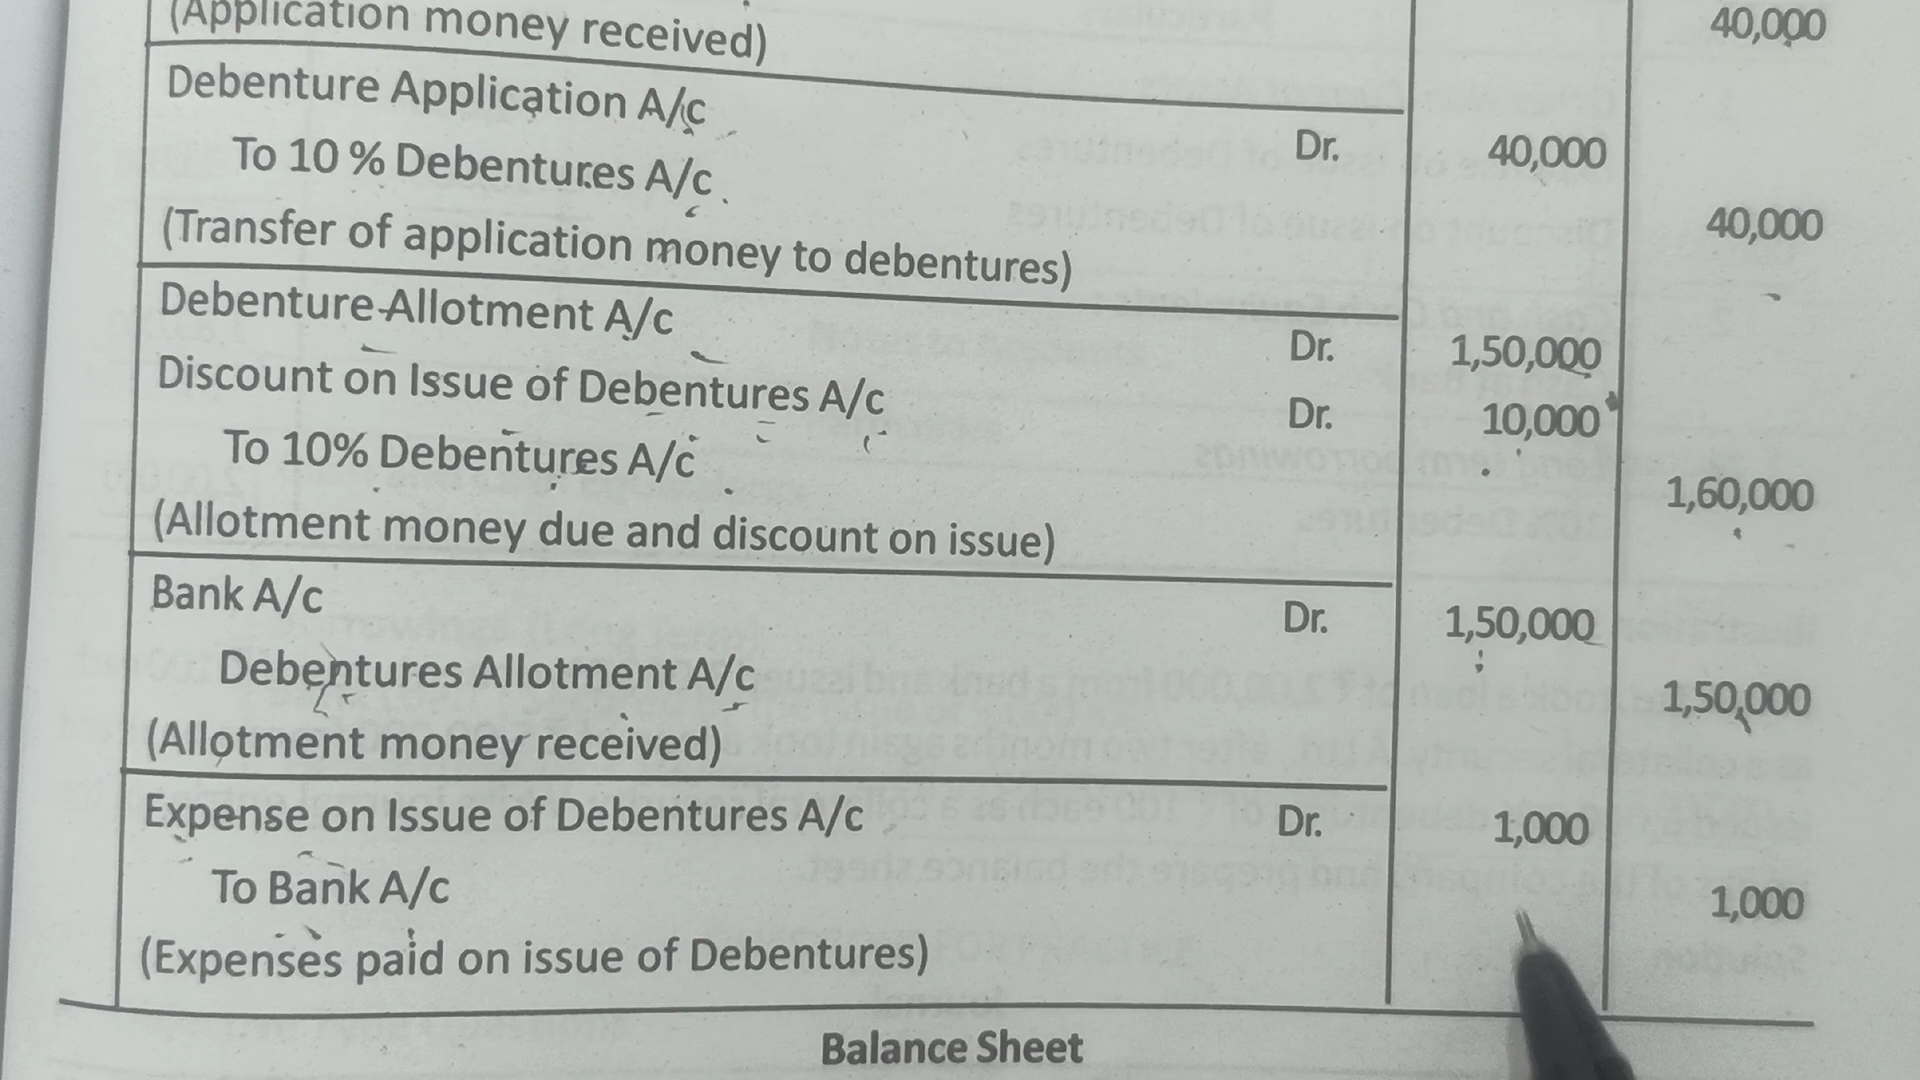 (Application money received) 40,000
Debenture Application A/c Dr. 40,000
To 10 % Debentures A/c 40,000
(Transfer of application money to debentures)
Debenture Allotment A/c Dr. 1,50,000
Discount on Issue of Debentures A/c Dr. 10,000
To 10% Debentures A/c 1,60,000
(Allotment money due and discount on issue)
Bank A/c Dr. 1,50,000
Debentures Allotment A/c 1,50,000
(Allotment money received)
Expense on Issue of Debentures A/c Dr. 1,000
To Bank A/c 1,000
(Expenses paid on issue of Debentures)
Balance Sheet